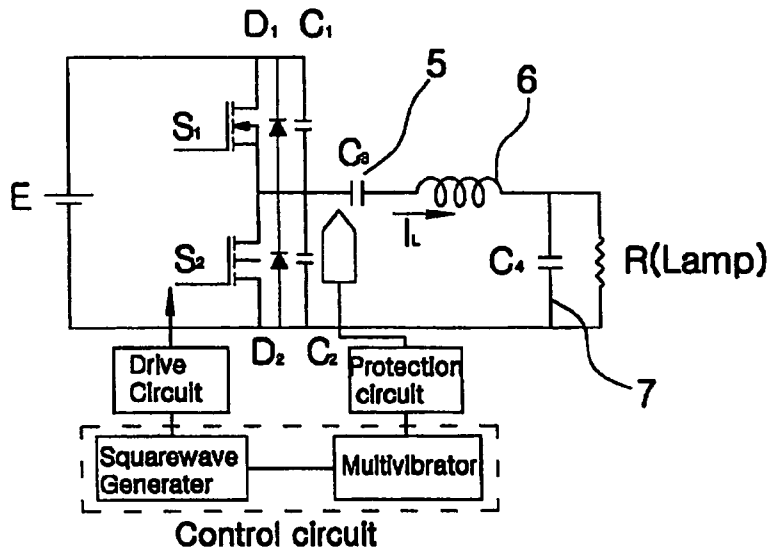 D₁ C₁
5
6
S₁
C₃
E
I_L
S₂
C₄
R(Lamp)
D₂ C₂
7
Drive
Circuit
Protection
circuit
Squarewave
Generater
Multivibrator
Control circuit